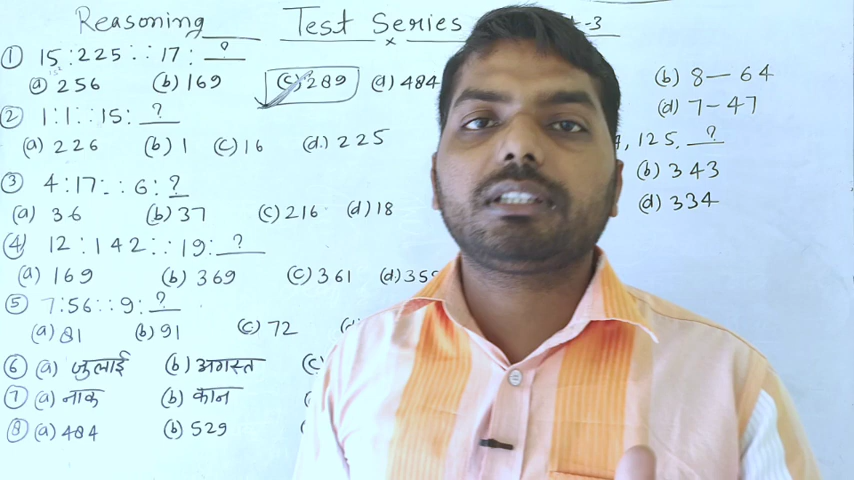 Reasoning Test Series -3
① 15:225::17: ?
(a) 256 (b) 169 (c) 289 (d) 484
② 1:1::15: ?
(a) 226 (b) 1 (c) 16 (d) 225
③ 4:17::6: ?
(a) 36 (b) 37 (c) 216 (d) 18
④ 12:142::19: ?
(a) 169 (b) 369 (c) 361 (d) 359
⑤ 7:56::9: ?
(a) 81 (b) 91 (c) 72
⑥ (a) जुलाई (b) अगस्त
⑦ (a) नाक (b) कान
⑧ (a) 484 (b) 529
(b) 8—64
(d) 7-47
, 125, ?
(b) 343
(d) 334